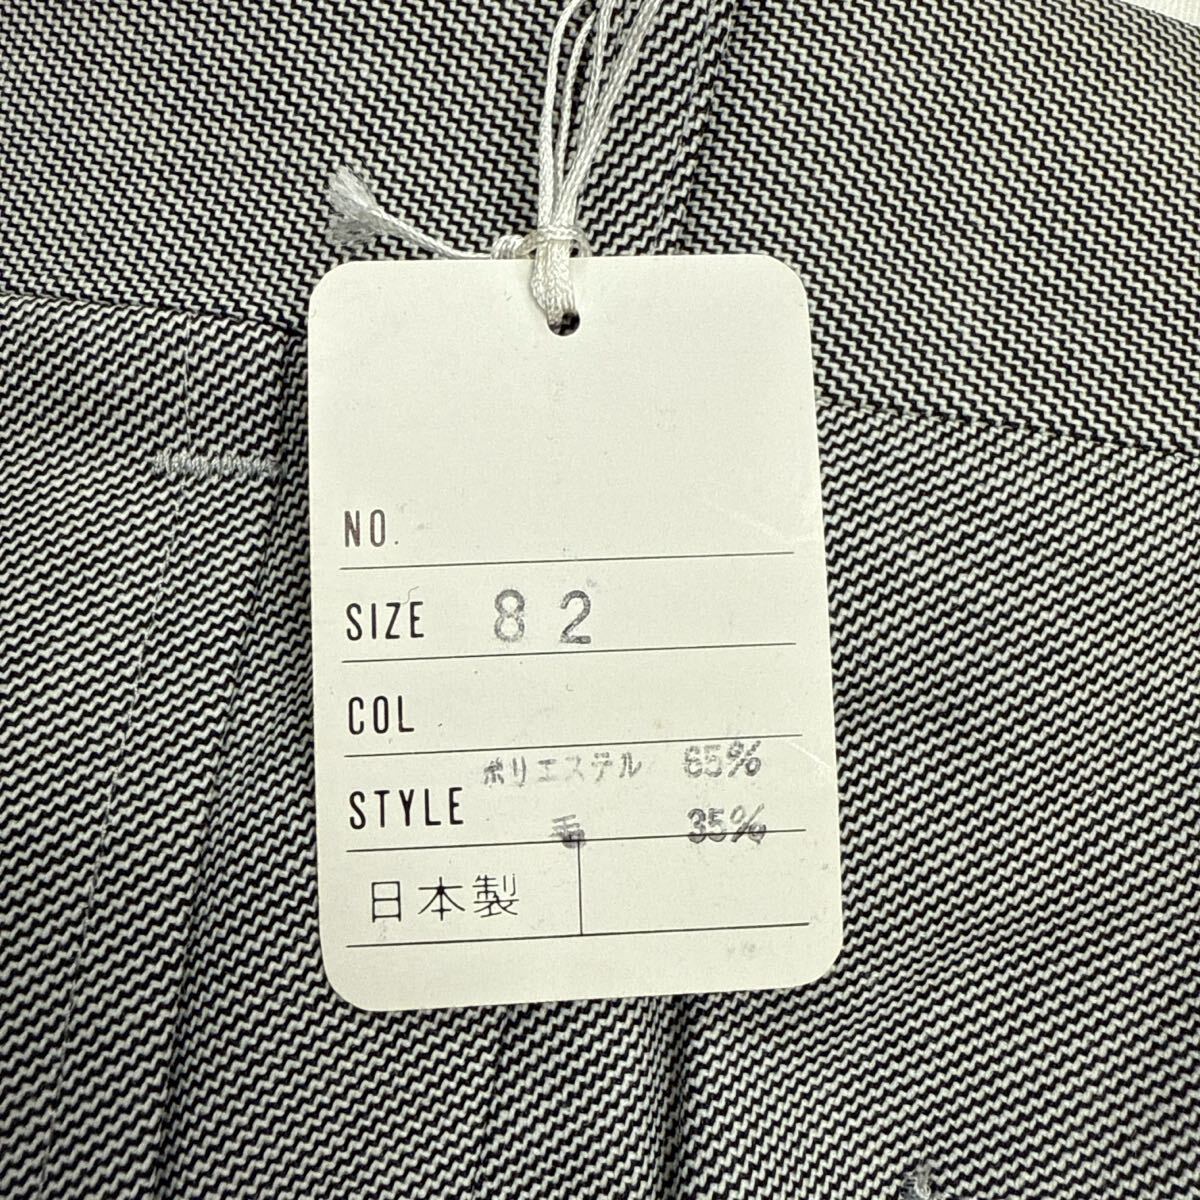 NO.
SIZE 82
COL
ポリエステル 65%
STYLE
毛 35%
日本製